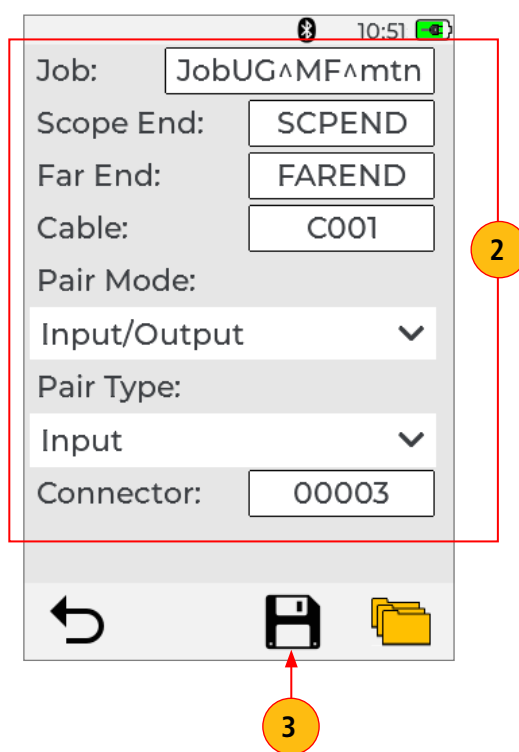 10:51
Job: JobUG^MF^mtn
Scope End: SCPEND
Far End: FAREND
Cable: C001
Pair Mode:
Input/Output
Pair Type:
Input
Connector: 00003
2
3